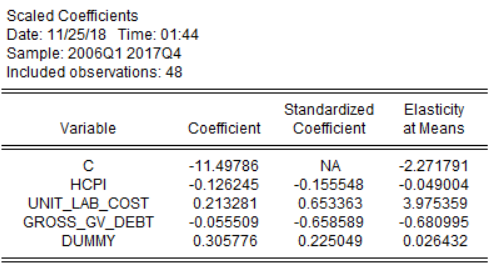 Scaled Coefficients
Date: 11/25/18 Time: 01:44
Sample: 2006Q1 2017Q4
Included observations: 48
Standardized Elasticity
Variable Coefficient Coefficient at Means
C -11.49786 NA -2.271791
HCPI -0.126245 -0.155548 -0.049004
UNIT_LAB_COST 0.213281 0.653363 3.975359
GROSS_GV_DEBT -0.055509 -0.658589 -0.680995
DUMMY 0.305776 0.225049 0.026432